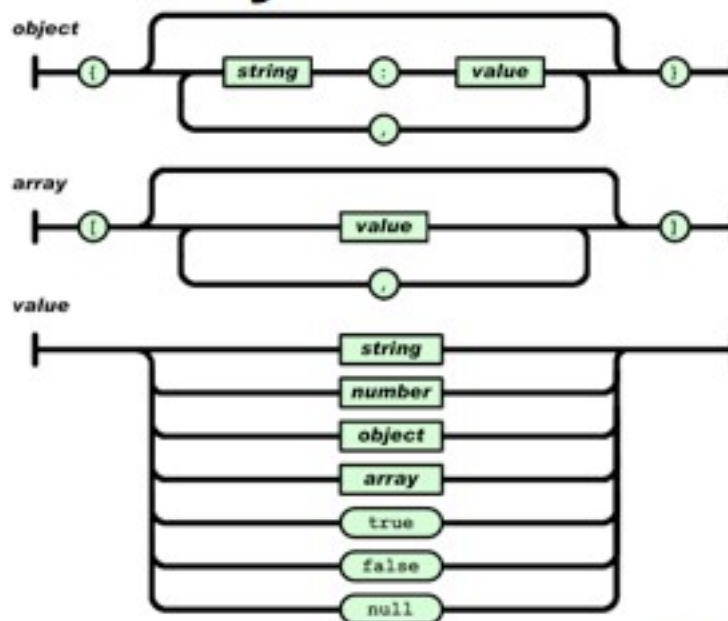 object
{ string : value }
,
array
[ value ]
,
value
string
number
object
array
true
false
null